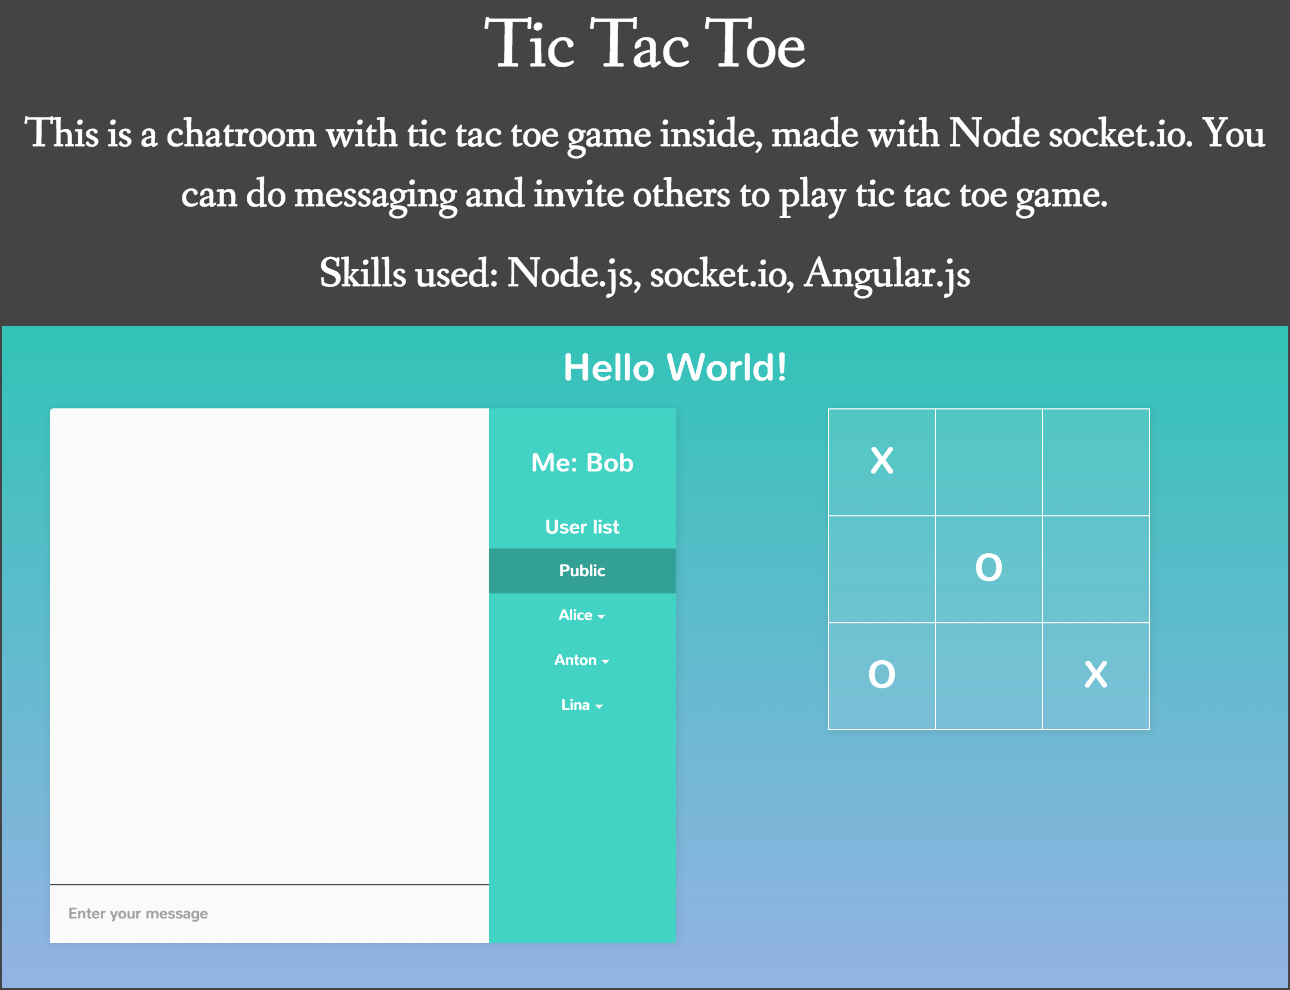 Tic Tac Toe
This is a chatroom with tic tac toe game inside, made with Node socket.io. You
can do messaging and invite others to play tic tac toe game.
Skills used: Node.js, socket.io, Angular.js
Hello World!
Me: Bob
User list
Public
Alice
Anton
Lina
Enter your message
X
O
O X